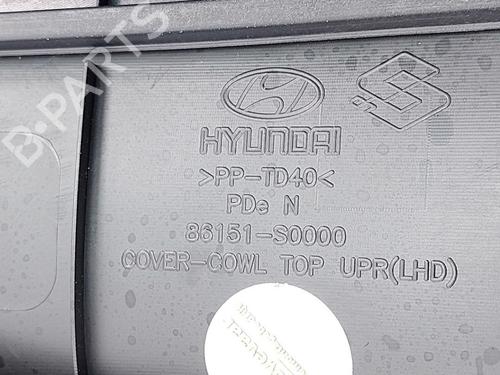 B-PARTS
HYUNDAI
>PP-TD40<
PDe N
86151-S0000
COVER-COWL TOP UPR(LHD)